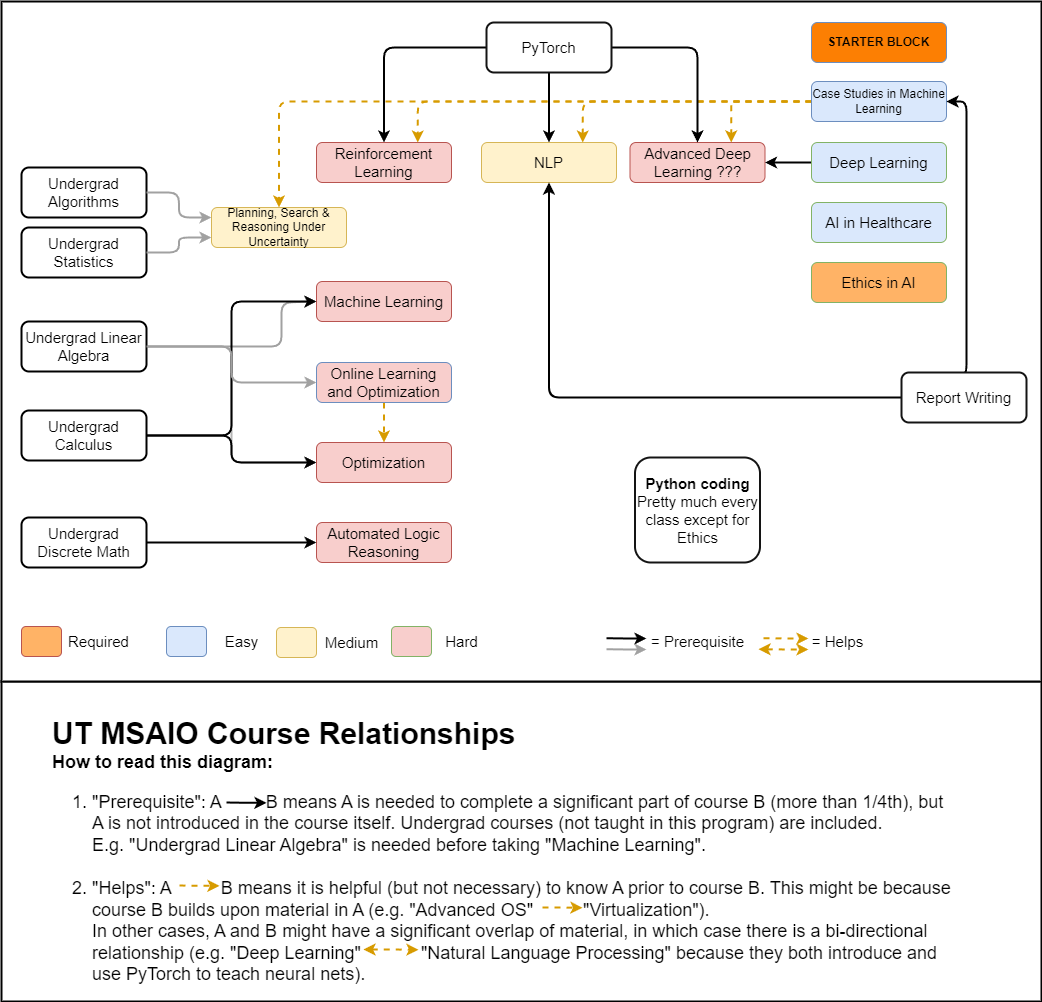 PyTorch
STARTER BLOCK
Case Studies in Machine
Learning
Reinforcement
Learning
NLP
Advanced Deep
Learning ???
Deep Learning
Undergrad
Algorithms
Planning, Search &
Reasoning Under
Uncertainty
AI in Healthcare
Undergrad
Statistics
Ethics in AI
Machine Learning
Undergrad Linear
Algebra
Online Learning
and Optimization
Report Writing
Undergrad
Calculus
Optimization
Python coding
Pretty much every
class except for
Ethics
Undergrad
Discrete Math
Automated Logic
Reasoning
Required
Easy
Medium
Hard
= Prerequisite
= Helps
UT MSAIO Course Relationships
How to read this diagram:
1. "Prerequisite": A B means A is needed to complete a significant part of course B (more than 1/4th), but
A is not introduced in the course itself. Undergrad courses (not taught in this program) are included.
E.g. "Undergrad Linear Algebra" is needed before taking "Machine Learning".
2. "Helps": A B means it is helpful (but not necessary) to know A prior to course B. This might be because
course B builds upon material in A (e.g. "Advanced OS" "Virtualization").
In other cases, A and B might have a significant overlap of material, in which case there is a bi-directional
relationship (e.g. "Deep Learning" "Natural Language Processing" because they both introduce and
use PyTorch to teach neural nets).